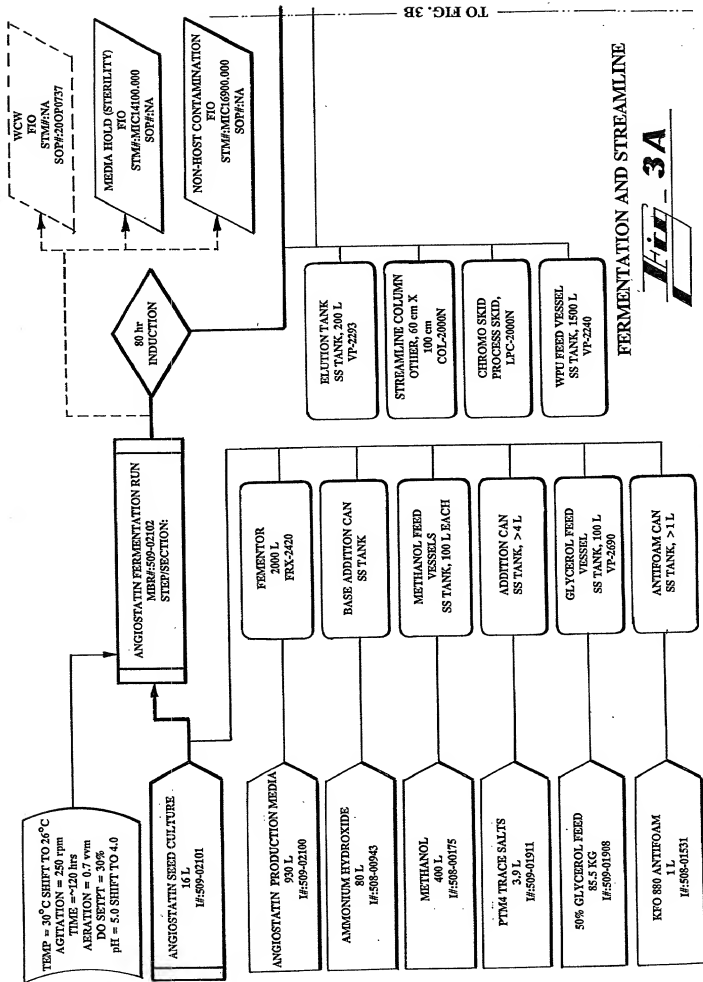 TEMP = 30°C SHIFT TO 26°C
AGITATION = 250 rpm
TIME =~120 hrs
AERATION = 0.7 vvm
DO SETPT = 30%
pH = 5.0 SHIFT TO 4.0
ANGIOSTATIN SEED CULTURE
16 L
I#:509-02101
ANGIOSTATIN FERMENTATION RUN
MBR#:509-02102
STEP/SECTION:
80 hr
INDUCTION
WCW
FIO
STM#:NA
SOP#:20OP0737
MEDIA HOLD (STERILITY)
FIO
STM#:MIC14100.000
SOP#:NA
NON-HOST CONTAMINATION
FIO
STM#:MIC16900.000
SOP#:NA
ANGIOSTATIN PRODUCTION MEDIA
930 L
I#:509-02100
FEMENTOR
2000 L
FRX-2420
AMMONIUM HYDROXIDE
80 L
I#:508-00943
BASE ADDITION CAN
SS TANK
METHANOL
400 L
I#:508-00175
METHANOL FEED
VESSELS
SS TANK, 100 L EACH
PTM4 TRACE SALTS
3.9 L
I#:509-01911
ADDITION CAN
SS TANK, >4 L
50% GLYCEROL FEED
85.5 KG
I#:509-01908
GLYCEROL FEED
VESSEL
SS TANK, 100 L
VP-2690
KFO 880 ANTIFOAM
1 L
I#:508-01531
ANTIFOAM CAN
SS TANK, >1 L
ELUTION TANK
SS TANK, 200 L
VP-2293
STREAMLINE COLUMN
OTHER, 60 cm X
100 cm
COL-2000N
CHROMO SKID
PROCESS SKID,
LPC-2000N
WPU FEED VESSEL
SS TANK, 1500 L
VP-2240
TO FIG. 3B
FERMENTATION AND STREAMLINE
Fig. 3A